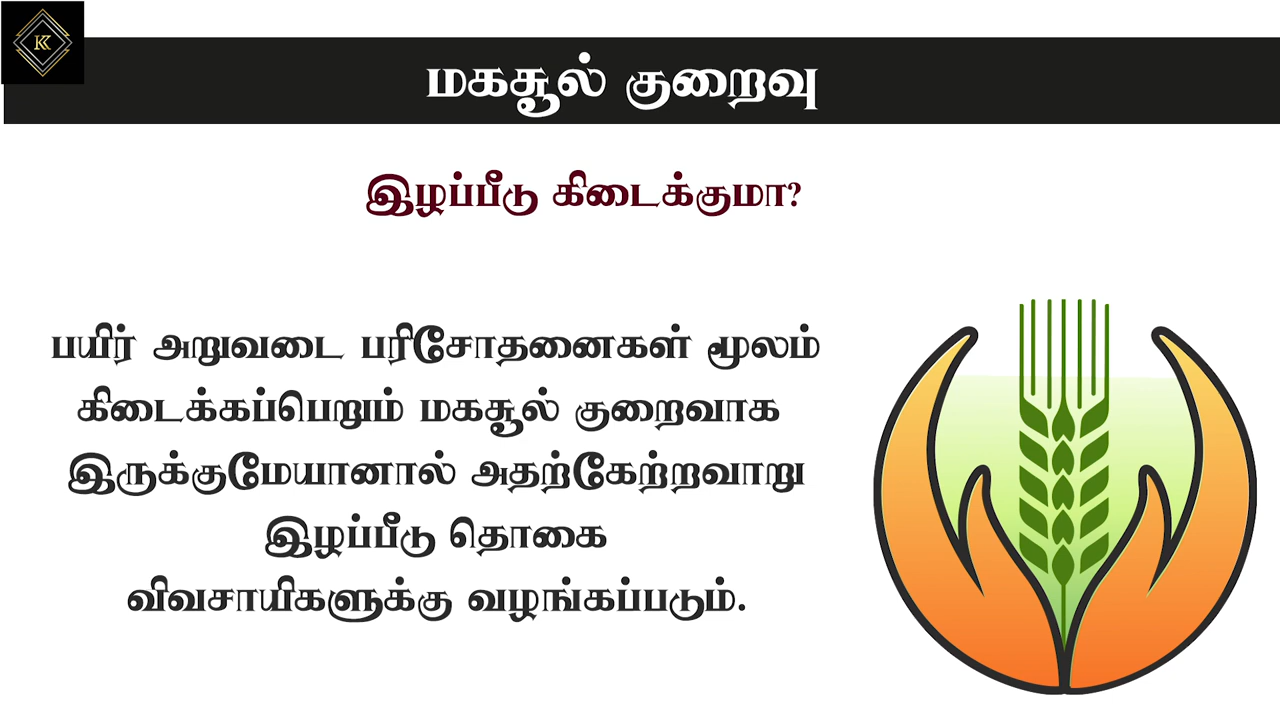 KK
மகசூல் குறைவு
இழப்பீடு கிடைக்குமா?
பயிர் அறுவடை பரிசோதனைகள் மூலம்
கிடைக்கப்பெறும் மகசூல் குறைவாக
இருக்குமேயானால் அதற்கேற்றவாறு
இழப்பீடு தொகை
விவசாயிகளுக்கு வழங்கப்படும்.